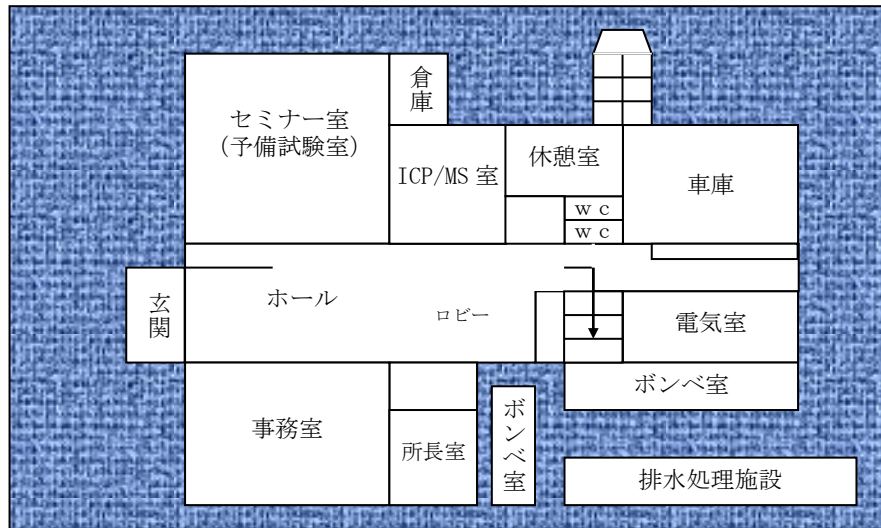 倉庫
セミナー室
(予備試験室)
ICP/MS 室
休憩室
車庫
ｗｃ
ｗｃ
玄関
ホール
ロビー
電気室
ボンベ室
事務室
所長室
ボンベ室
排水処理施設